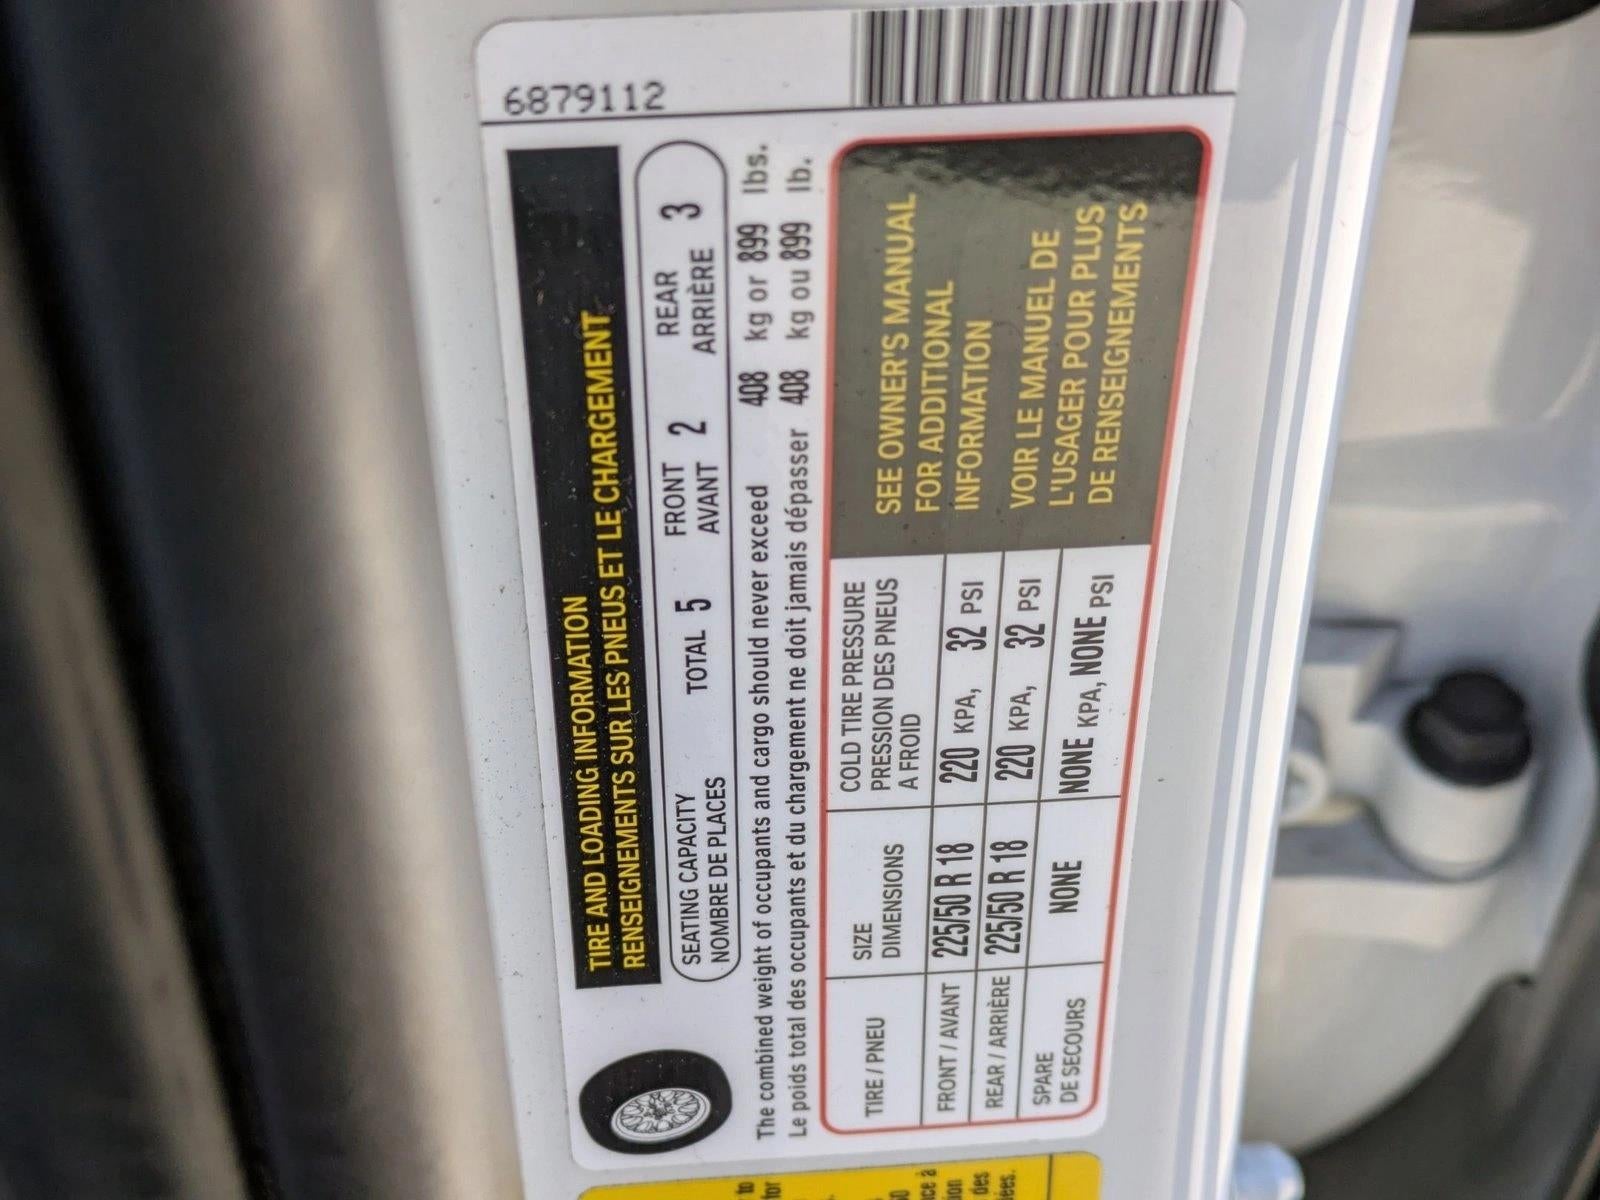 6879112
TIRE AND LOADING INFORMATION
RENSEIGNEMENTS SUR LES PNEUS ET LE CHARGEMENT
SEATING CAPACITY
NOMBRE DE PLACES
TOTAL 5
FRONT
AVANT 2
REAR
ARRIÈRE 3
The combined weight of occupants and cargo should never exceed 408 kg or 899 lbs.
Le poids total des occupants et du chargement ne doit jamais dépasser 408 kg ou 899 lb.
TIRE / PNEU
SIZE
DIMENSIONS
COLD TIRE PRESSURE
PRESSION DES PNEUS
A FROID
FRONT / AVANT 225/50 R 18 220 KPA, 32 PSI
REAR / ARRIÈRE 225/50 R 18 220 KPA, 32 PSI
SPARE
DE SECOURS
NONE NONE KPA, NONE PSI
SEE OWNER'S MANUAL
FOR ADDITIONAL
INFORMATION
VOIR LE MANUEL DE
L'USAGER POUR PLUS
DE RENSEIGNEMENTS
to
for